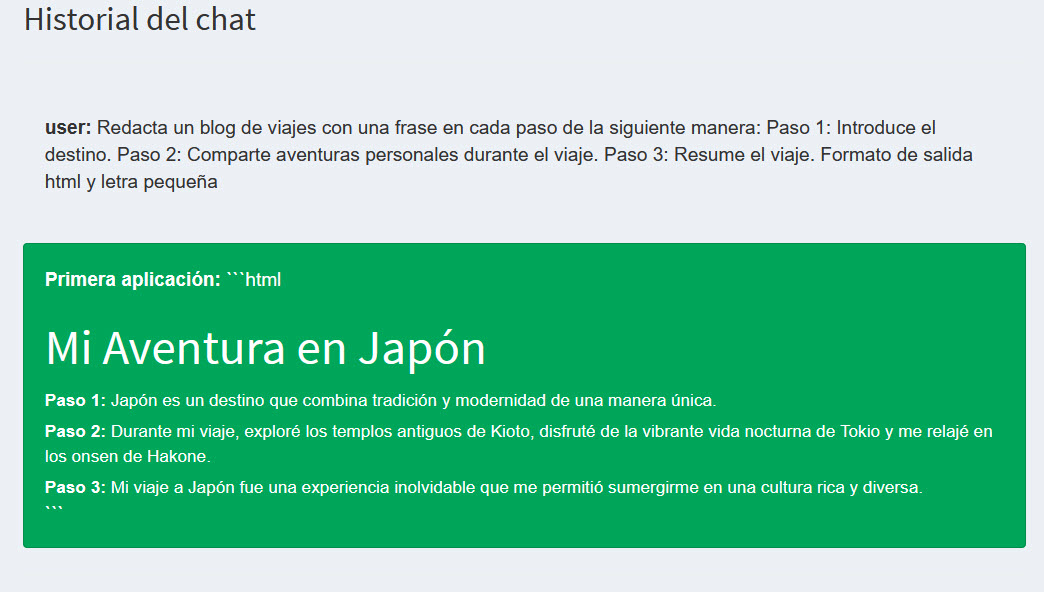 Historial del chat
user: Redacta un blog de viajes con una frase en cada paso de la siguiente manera: Paso 1: Introduce el
destino. Paso 2: Comparte aventuras personales durante el viaje. Paso 3: Resume el viaje. Formato de salida
html y letra pequeña
Primera aplicación: ```html
Mi Aventura en Japón
Paso 1: Japón es un destino que combina tradición y modernidad de una manera única.
Paso 2: Durante mi viaje, exploré los templos antiguos de Kioto, disfruté de la vibrante vida nocturna de Tokio y me relajé en
los onsen de Hakone.
Paso 3: Mi viaje a Japón fue una experiencia inolvidable que me permitió sumergirme en una cultura rica y diversa.
```